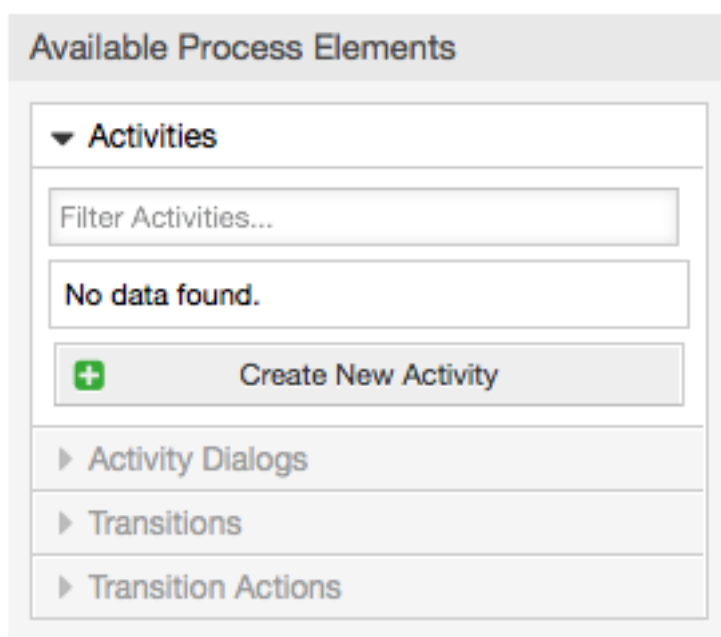 Available Process Elements
Activities
Filter Activities...
No data found.
Create New Activity
Activity Dialogs
Transitions
Transition Actions